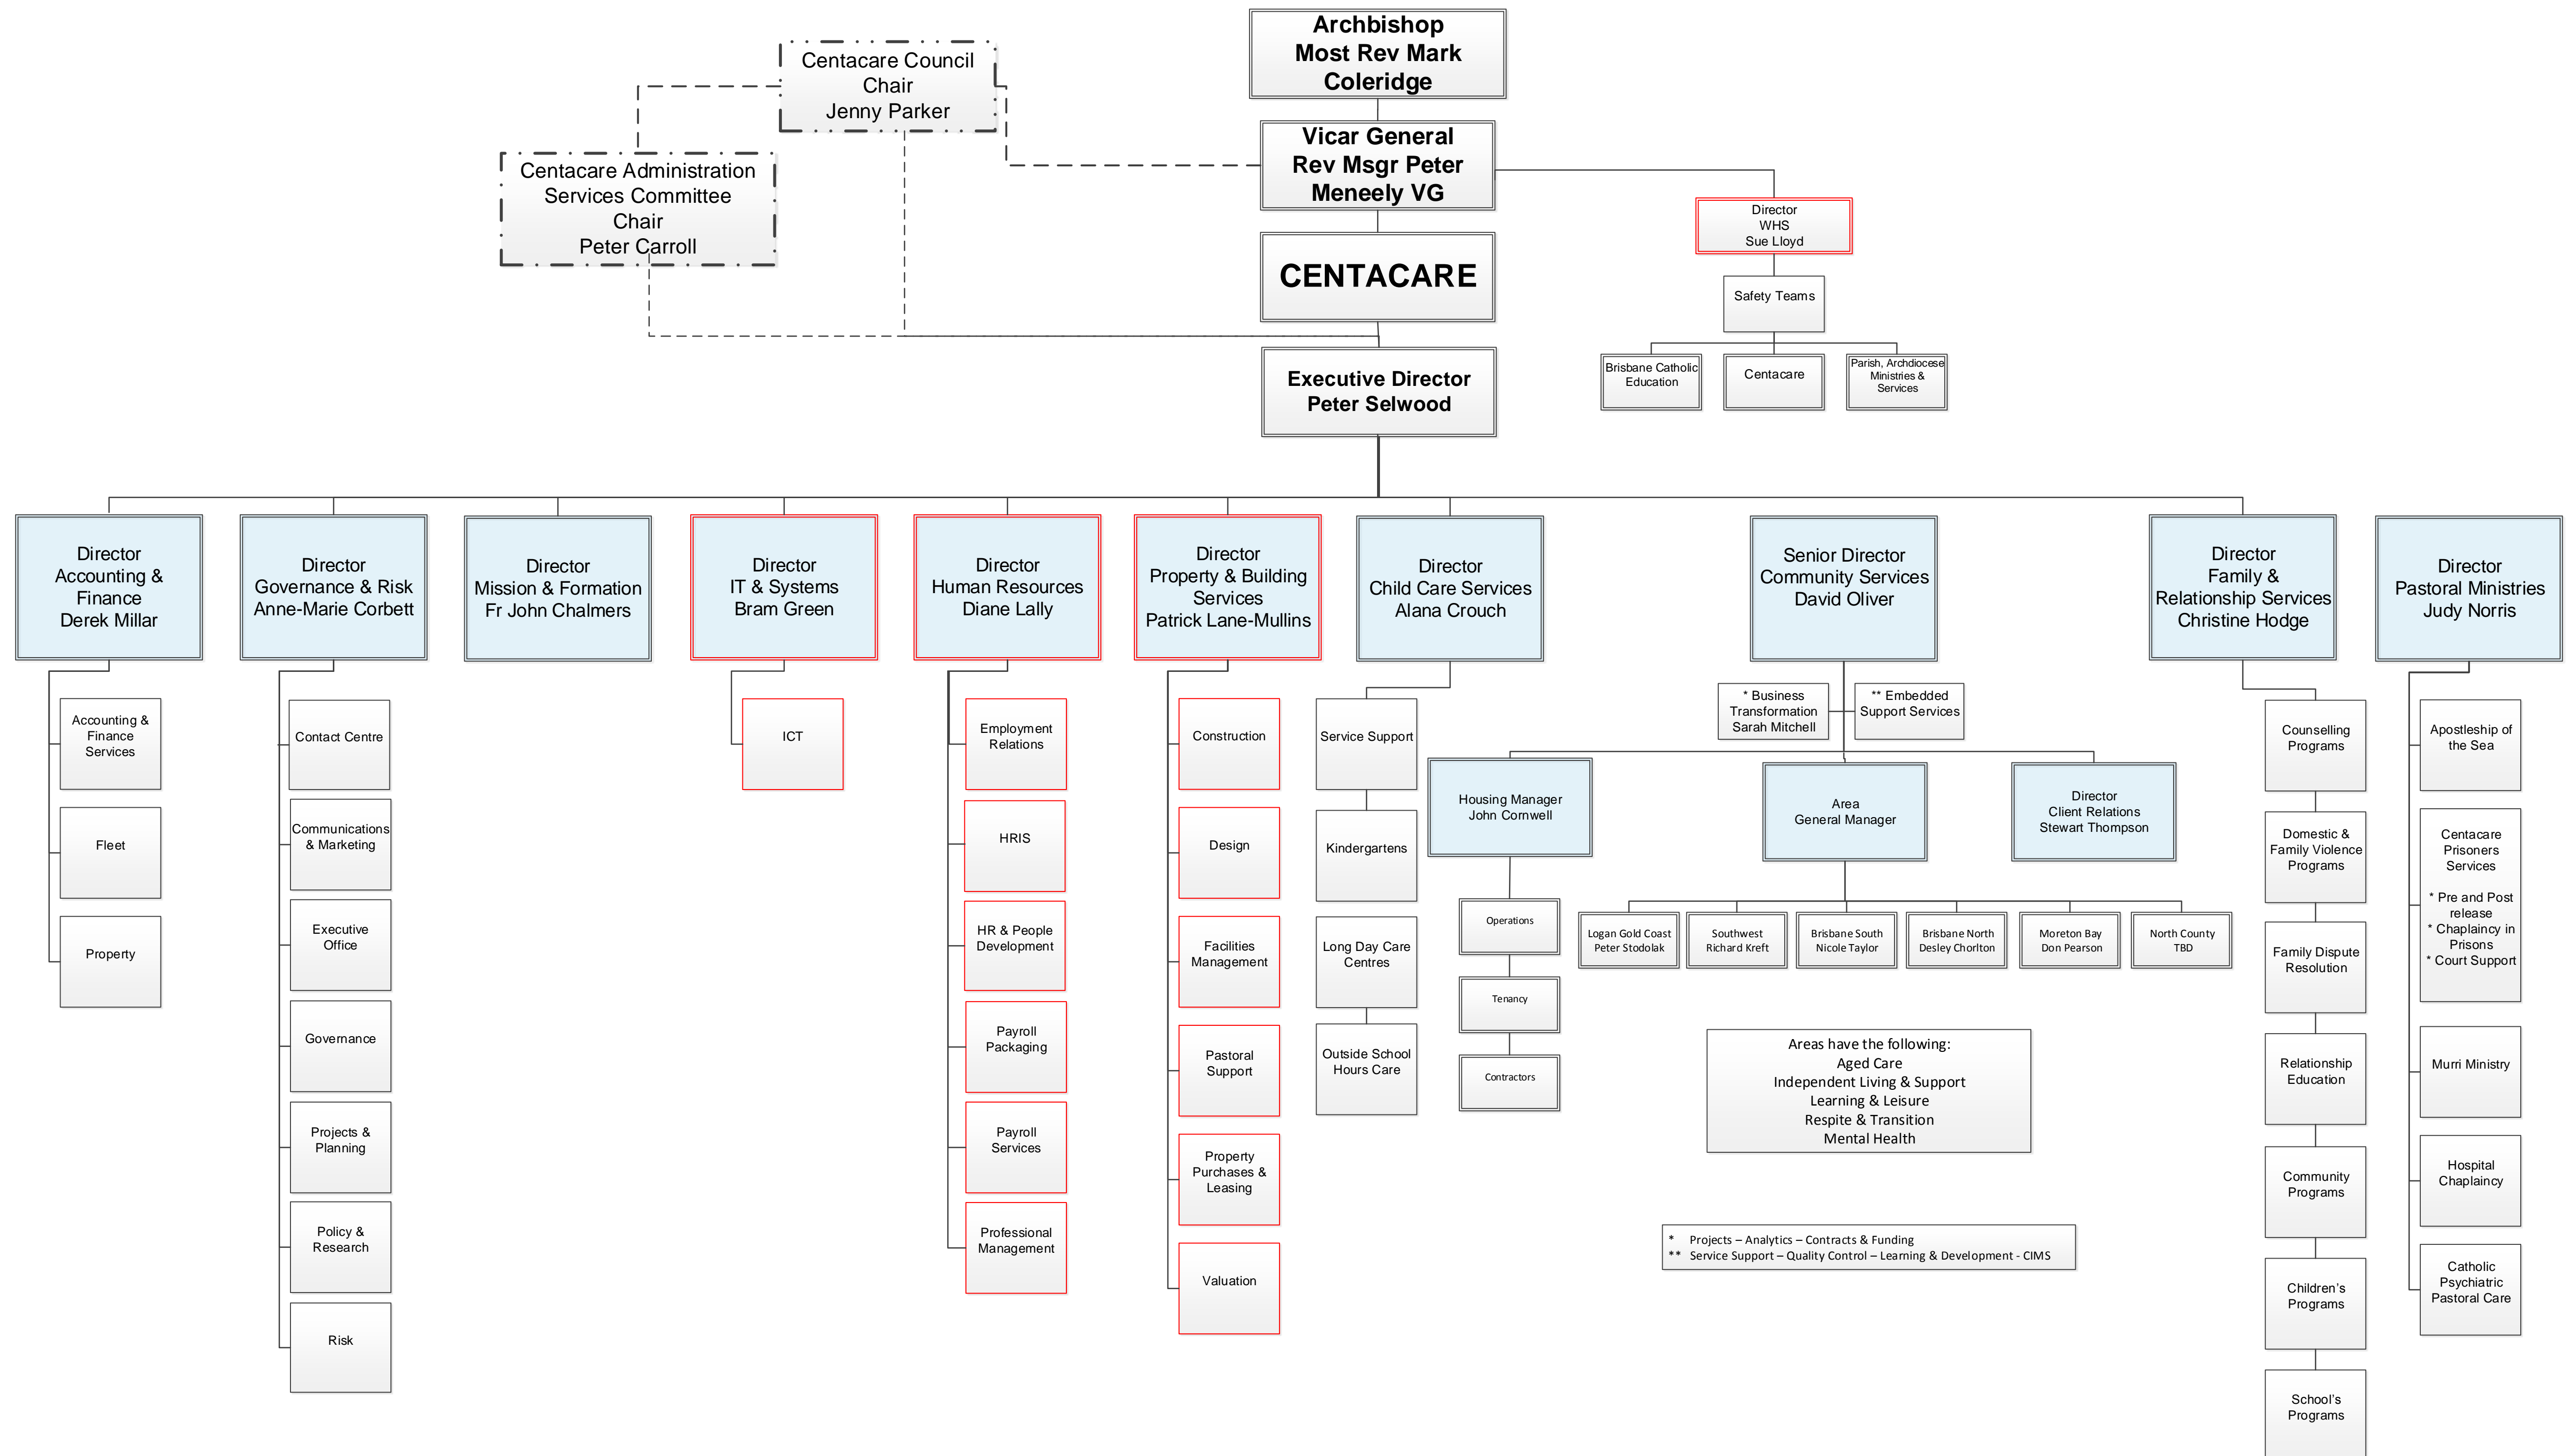 Archbishop
Most Rev Mark
Coleridge
Centacare Council
Chair
Jenny Parker
Vicar General
Rev Msgr Peter
Meneely VG
Centacare Administration
Services Committee
Chair
Peter Carroll
Director
WHS
Sue Lloyd
CENTACARE
Safety Teams
Executive Director
Peter Selwood
Brisbane Catholic
Education
Centacare
Parish, Archdiocese
Ministries &
Services
Director
Accounting &
Finance
Derek Millar
Director
Governance & Risk
Anne-Marie Corbett
Director
Mission & Formation
Fr John Chalmers
Director
IT & Systems
Bram Green
Director
Human Resources
Diane Lally
Director
Property & Building
Services
Patrick Lane-Mullins
Director
Child Care Services
Alana Crouch
Senior Director
Community Services
David Oliver
Director
Family &
Relationship Services
Christine Hodge
Director
Pastoral Ministries
Judy Norris
Accounting &
Finance
Services
Fleet
Property
Contact Centre
Communications
& Marketing
Executive
Office
Governance
Projects &
Planning
Policy &
Research
Risk
ICT
Employment
Relations
HRIS
HR & People
Development
Payroll
Packaging
Payroll
Services
Professional
Management
Construction
Design
Facilities
Management
Pastoral
Support
Property
Purchases &
Leasing
Valuation
Service Support
Kindergartens
Long Day Care
Centres
Outside School
Hours Care
* Business
Transformation
Sarah Mitchell
** Embedded
Support Services
Housing Manager
John Cornwell
Area
General Manager
Director
Client Relations
Stewart Thompson
Operations
Tenancy
Contractors
Logan Gold Coast
Peter Stodolak
Southwest
Richard Kreft
Brisbane South
Nicole Taylor
Brisbane North
Desley Chorlton
Moreton Bay
Don Pearson
North County
TBD
Areas have the following:
Aged Care
Independent Living & Support
Learning & Leisure
Respite & Transition
Mental Health
* Projects – Analytics – Contracts & Funding
** Service Support – Quality Control – Learning & Development - CIMS
Counselling
Programs
Domestic &
Family Violence
Programs
Family Dispute
Resolution
Relationship
Education
Community
Programs
Children's
Programs
School's
Programs
Apostleship of
the Sea
Centacare
Prisoners
Services
* Pre and Post
release
* Chaplaincy in
Prisons
* Court Support
Murri Ministry
Hospital
Chaplaincy
Catholic
Psychiatric
Pastoral Care